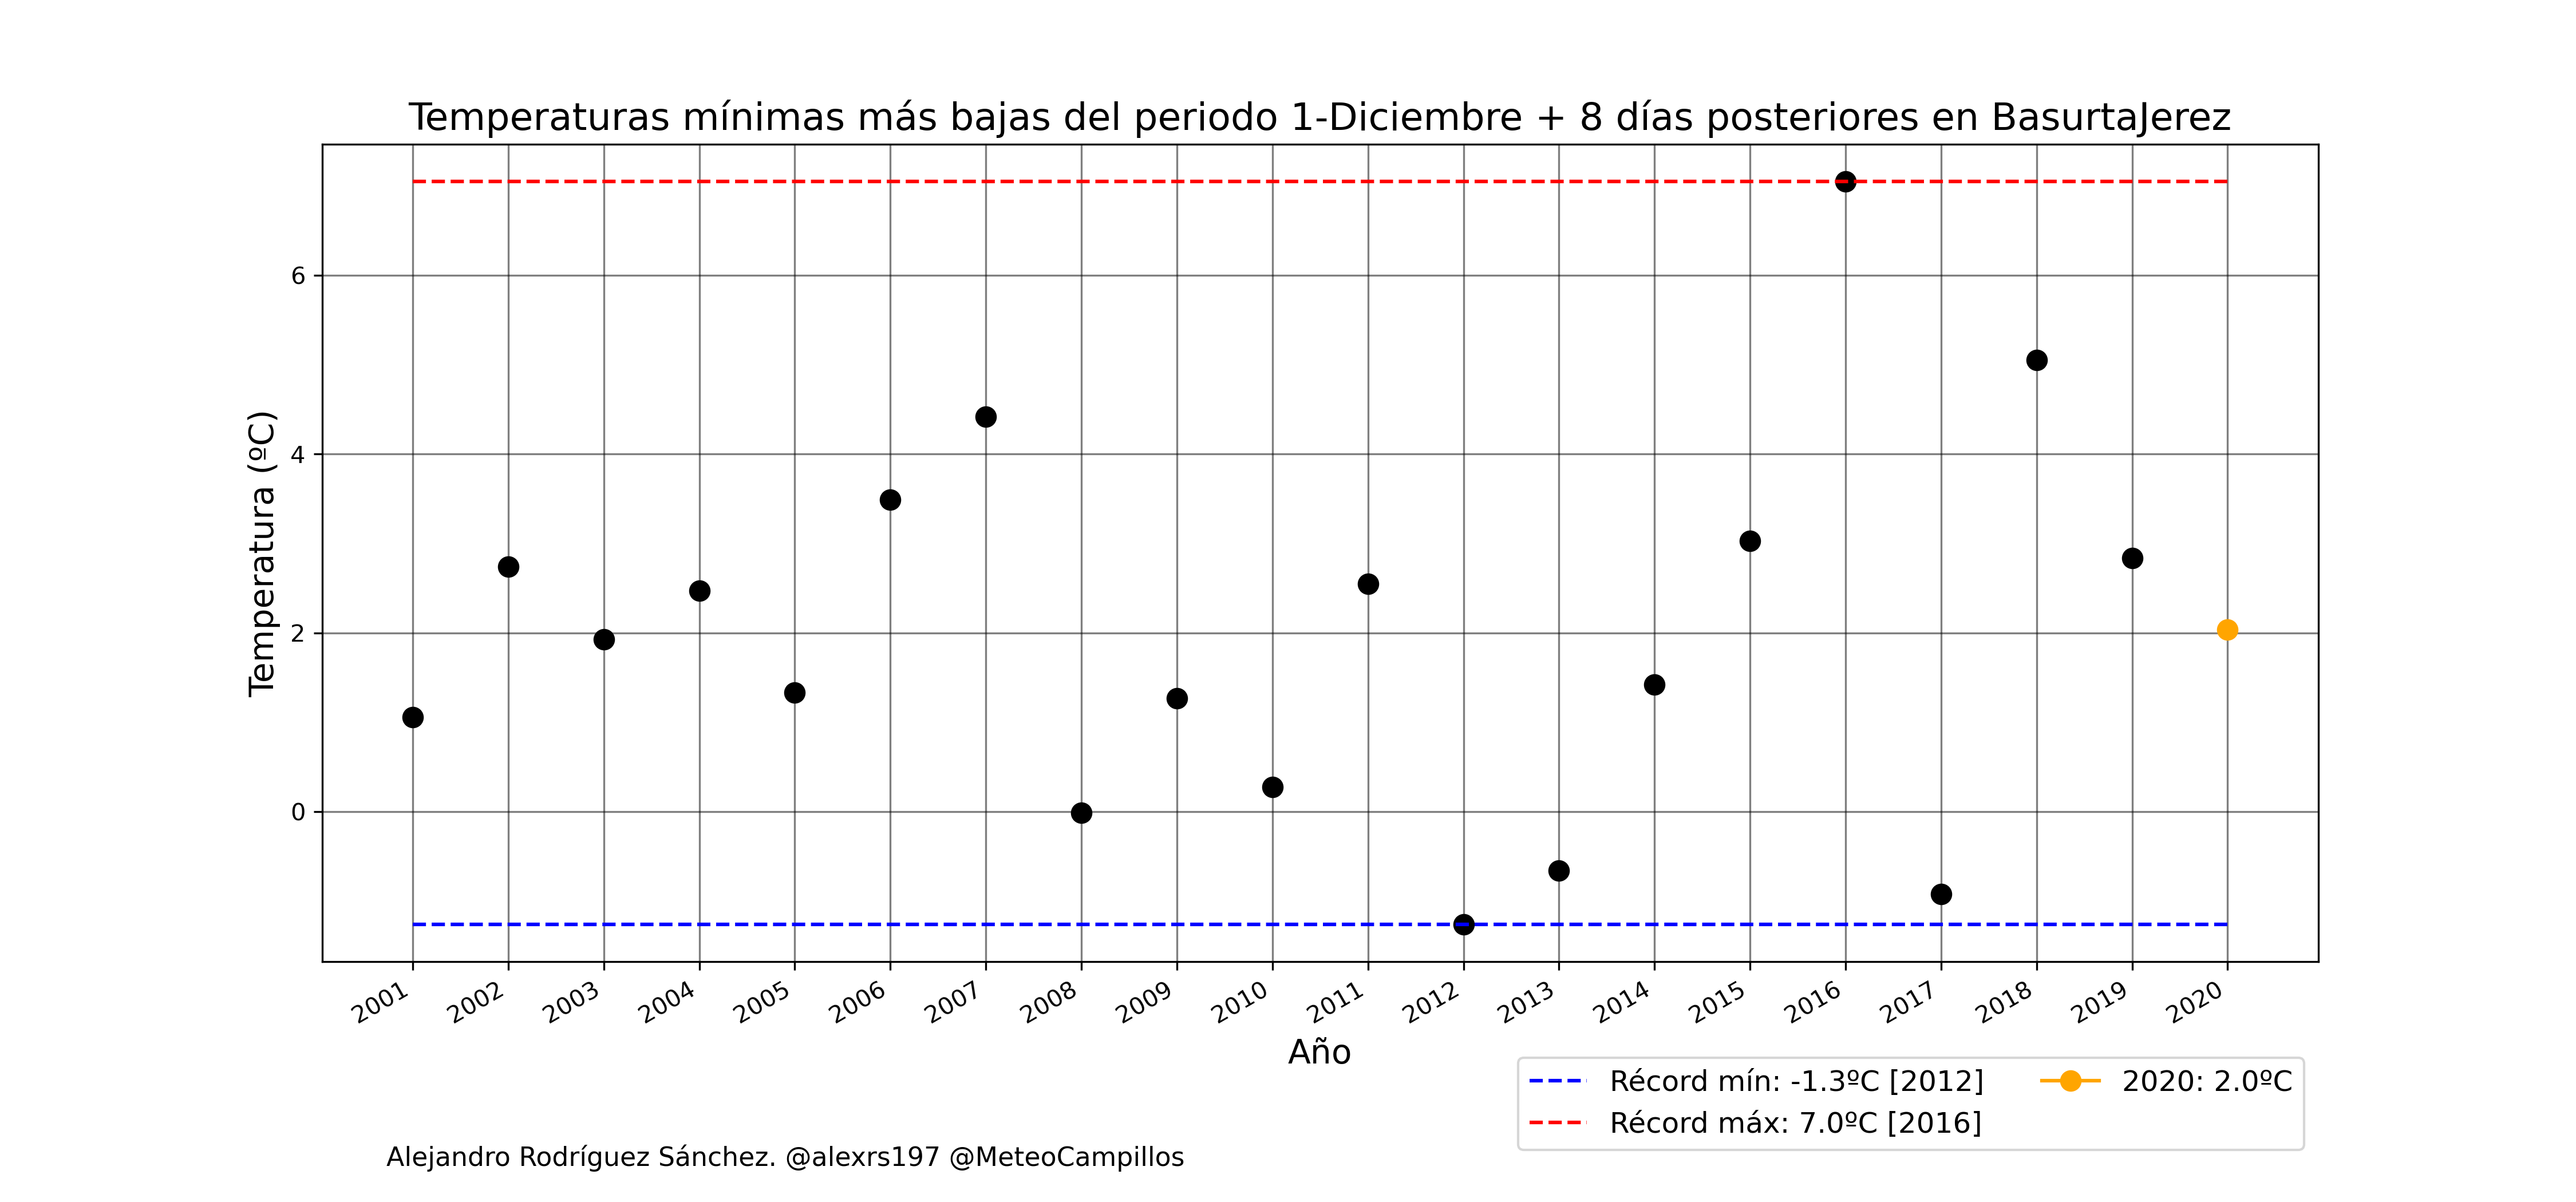 Temperaturas mínimas más bajas del periodo 1-Diciembre + 8 días posteriores en BasurtaJerez
Temperatura (ºC)
6
4
2
0
2001 2002 2003 2004 2005 2006 2007 2008 2009 2010 2011 2012 2013 2014 2015 2016 2017 2018 2019 2020
Año
Récord mín: -1.3ºC [2012]
Récord máx: 7.0ºC [2016]
2020: 2.0ºC
Alejandro Rodríguez Sánchez. @alexrs197 @MeteoCampillos